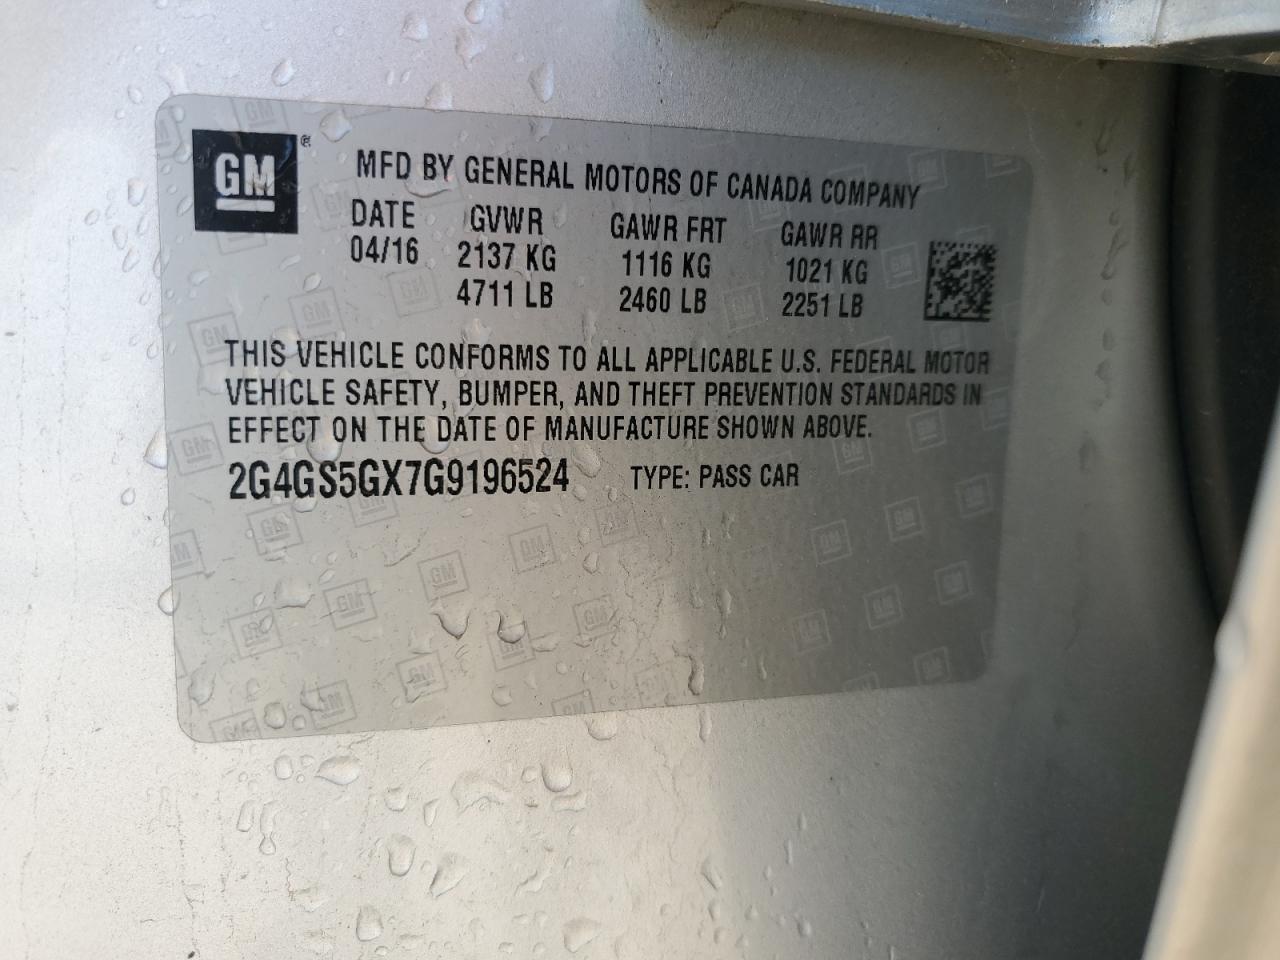 GM ®
MFD BY GENERAL MOTORS OF CANADA COMPANY
DATE GVWR GAWR FRT GAWR RR
04/16 2137 KG 1116 KG 1021 KG
4711 LB 2460 LB 2251 LB
THIS VEHICLE CONFORMS TO ALL APPLICABLE U.S. FEDERAL MOTOR
VEHICLE SAFETY, BUMPER, AND THEFT PREVENTION STANDARDS IN
EFFECT ON THE DATE OF MANUFACTURE SHOWN ABOVE.
2G4GS5GX7G9196524 TYPE: PASS CAR